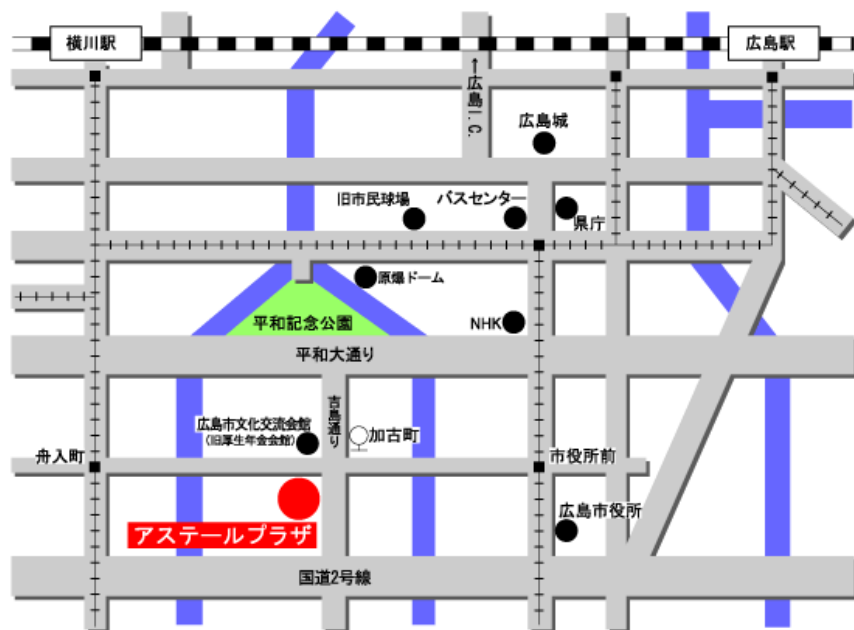 横川駅
広島駅
←広島I.C.
広島城
旧市民球場
バスセンター
県庁
原爆ドーム
平和記念公園
NHK
平和大通り
吉島通り
広島市文化交流会館
(旧厚生年金会館)
加古町
舟入町
市役所前
アステールプラザ
広島市役所
国道2号線